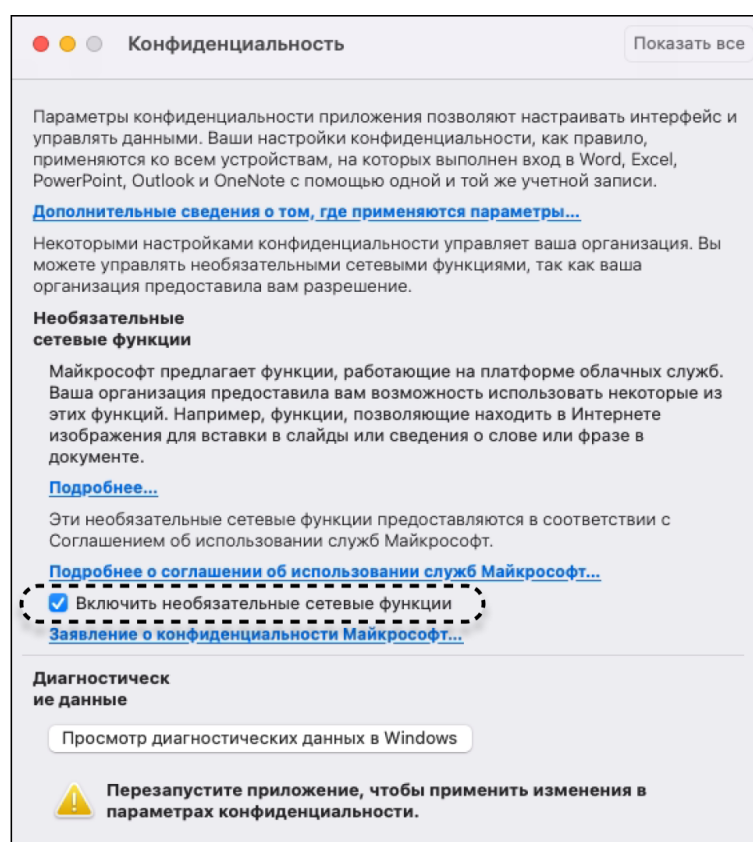 Конфиденциальность
Показать все
Параметры конфиденциальности приложения позволяют настраивать интерфейс и
управлять данными. Ваши настройки конфиденциальности, как правило,
применяются ко всем устройствам, на которых выполнен вход в Word, Excel,
PowerPoint, Outlook и OneNote с помощью одной и той же учетной записи.
Дополнительные сведения о том, где применяются параметры...
Некоторыми настройками конфиденциальности управляет ваша организация. Вы
можете управлять необязательными сетевыми функциями, так как ваша
организация предоставила вам разрешение.
Необязательные
сетевые функции
Майкрософт предлагает функции, работающие на платформе облачных служб.
Ваша организация предоставила вам возможность использовать некоторые из
этих функций. Например, функции, позволяющие находить в Интернете
изображения для вставки в слайды или сведения о слове или фразе в
документе.
Подробнее...
Эти необязательные сетевые функции предоставляются в соответствии с
Соглашением об использовании служб Майкрософт.
Подробнее о соглашении об использовании служб Майкрософт...
Включить необязательные сетевые функции
Заявление о конфиденциальности Майкрософт...
Диагностическ
ие данные
Просмотр диагностических данных в Windows
Перезапустите приложение, чтобы применить изменения в
параметрах конфиденциальности.